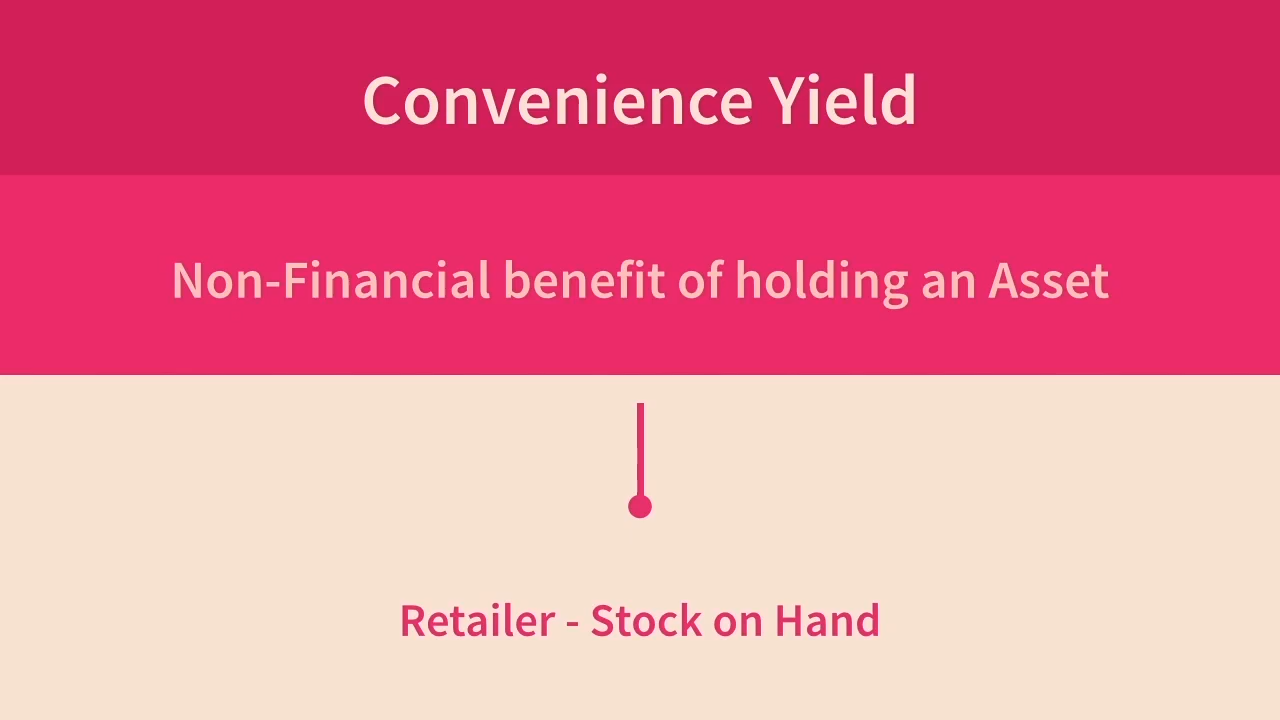 Convenience Yield
Non-Financial benefit of holding an Asset
Retailer - Stock on Hand